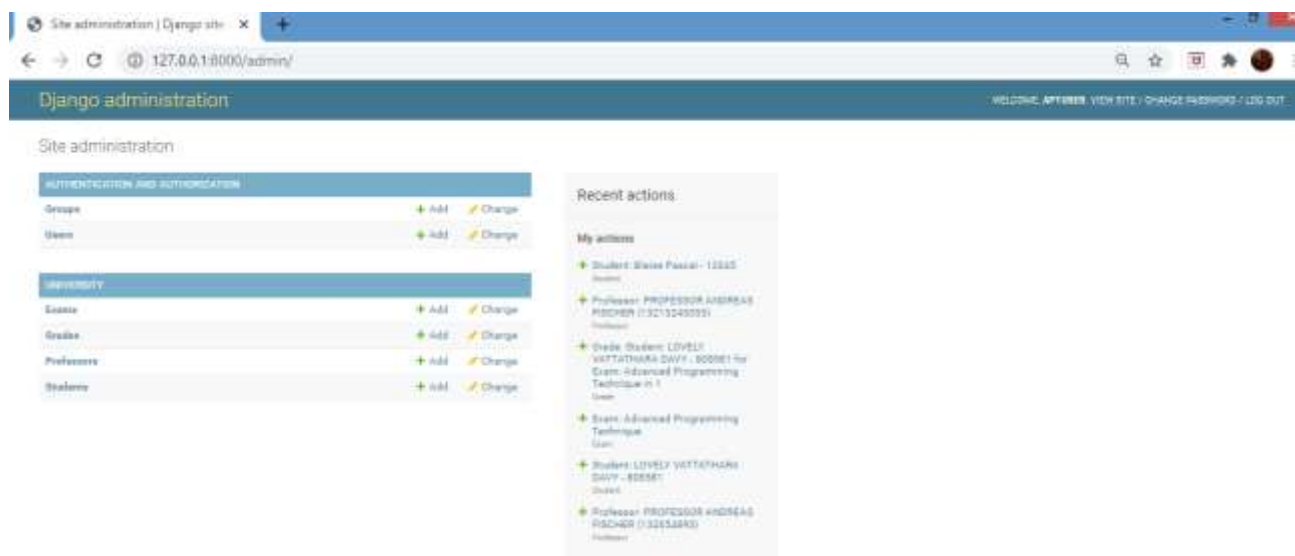 Site administration | Django site
127.0.0.1:8000/admin/
Django administration
WELCOME, APTUSER. VIEW SITE / CHANGE PASSWORD / LOG OUT
Site administration
AUTHENTICATION AND AUTHORIZATION
Groups
Add
Change
Users
Add
Change
UNIVERSITY
Exams
Add
Change
Grades
Add
Change
Professors
Add
Change
Students
Add
Change
Recent actions
My actions
Student: Blaise Pascal -
Student
Professor: PROFESSOR ANDREAS
FISCHER
Professor
Grade: Student: LOVELY
VATTATHARA DAVY - for
Exam: Advanced Programming
Technique in 1
Grade
Exam: Advanced Programming
Technique
Exam
Student: LOVELY VATTATHARA
DAVY -
Student
Professor: PROFESSOR ANDREAS
FISCHER
Professor